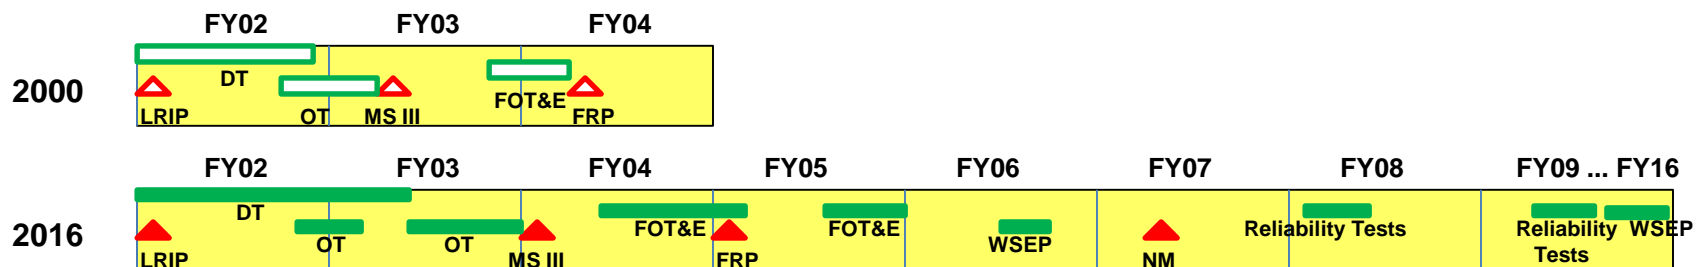 FY02 FY03 FY04
2000
DT
FOT&E
LRIP OT MS III FRP
FY02 FY03 FY04 FY05 FY06 FY07 FY08 FY09 ... FY16
2016
DT
OT OT FOT&E FOT&E WSEP Reliability Tests Reliability WSEP
Tests
LRIP MS III FRP NM